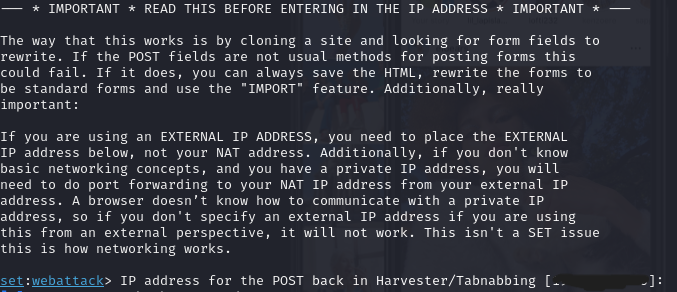 —— * IMPORTANT * READ THIS BEFORE ENTERING IN THE IP ADDRESS * IMPORTANT * ——
The way that this works is by cloning a site and looking for form fields to
rewrite. If the POST fields are not usual methods for posting forms this
could fail. If it does, you can always save the HTML, rewrite the forms to
be standard forms and use the "IMPORT" feature. Additionally, really
important:
If you are using an EXTERNAL IP ADDRESS, you need to place the EXTERNAL
IP address below, not your NAT address. Additionally, if you don't know
basic networking concepts, and you have a private IP address, you will
need to do port forwarding to your NAT IP address from your external IP
address. A browser doesn’t know how to communicate with a private IP
address, so if you don't specify an external IP address if you are using
this from an external perspective, it will not work. This isn't a SET issue
this is how networking works.
set:webattack> IP address for the POST back in Harvester/Tabnabbing [ ]: